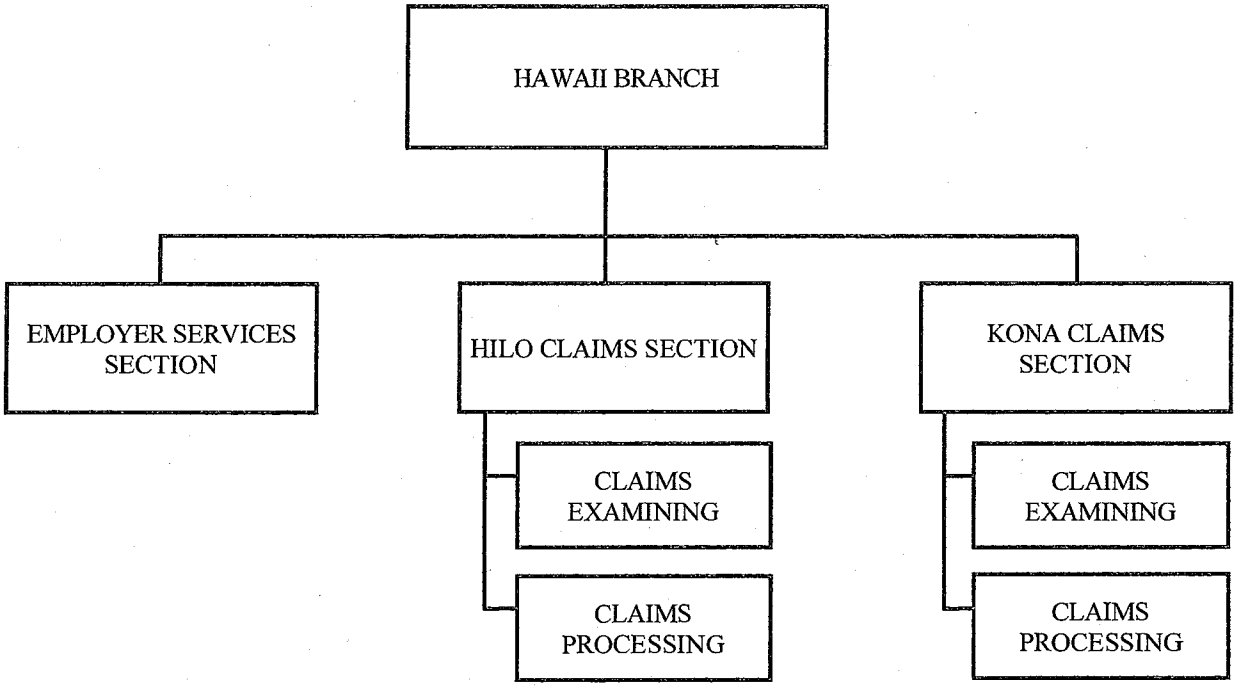 HAWAII BRANCH
EMPLOYER SERVICES
SECTION
HILO CLAIMS SECTION
KONA CLAIMS
SECTION
CLAIMS
EXAMINING
CLAIMS
PROCESSING
CLAIMS
EXAMINING
CLAIMS
PROCESSING